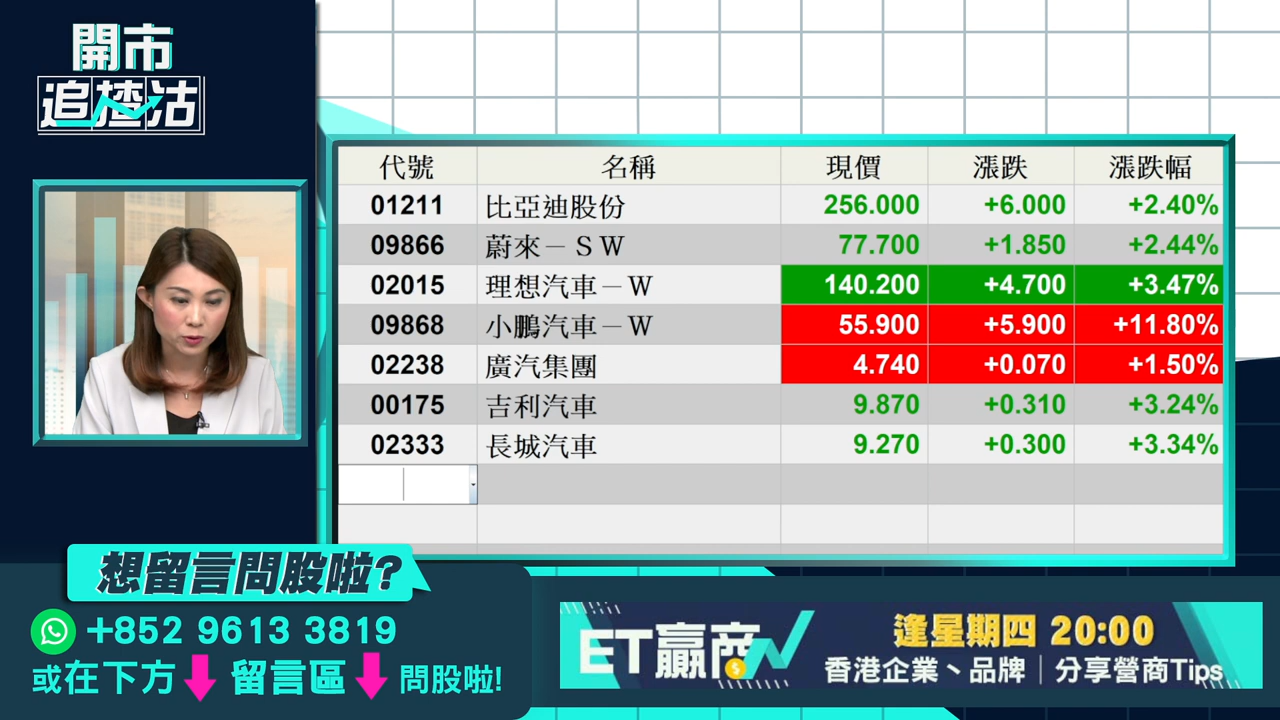 開市
追揸沽
代號 名稱 現價 漲跌 漲跌幅
01211 比亞迪股份 256.000 +6.000 +2.40%
09866 蔚來－ＳＷ 77.700 +1.850 +2.44%
02015 理想汽車－Ｗ 140.200 +4.700 +3.47%
09868 小鵬汽車－Ｗ 55.900 +5.900 +11.80%
02238 廣汽集團 4.740 +0.070 +1.50%
00175 吉利汽車 9.870 +0.310 +3.24%
02333 長城汽車 9.270 +0.300 +3.34%
想留言問股啦?
+852 9613 3819
或在下方 留言區 問股啦!
ET贏商
逢星期四 20:00
香港企業、品牌｜分享營商Tips